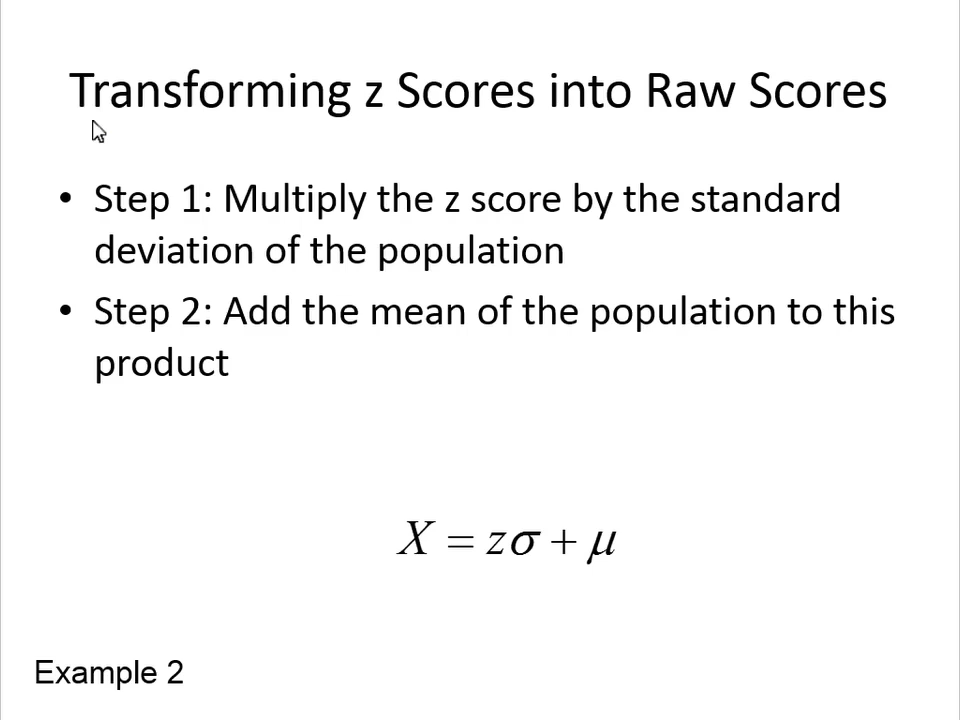 Transforming z Scores into Raw Scores
• Step 1: Multiply the z score by the standard
deviation of the population
• Step 2: Add the mean of the population to this
product
X = zσ + μ
Example 2